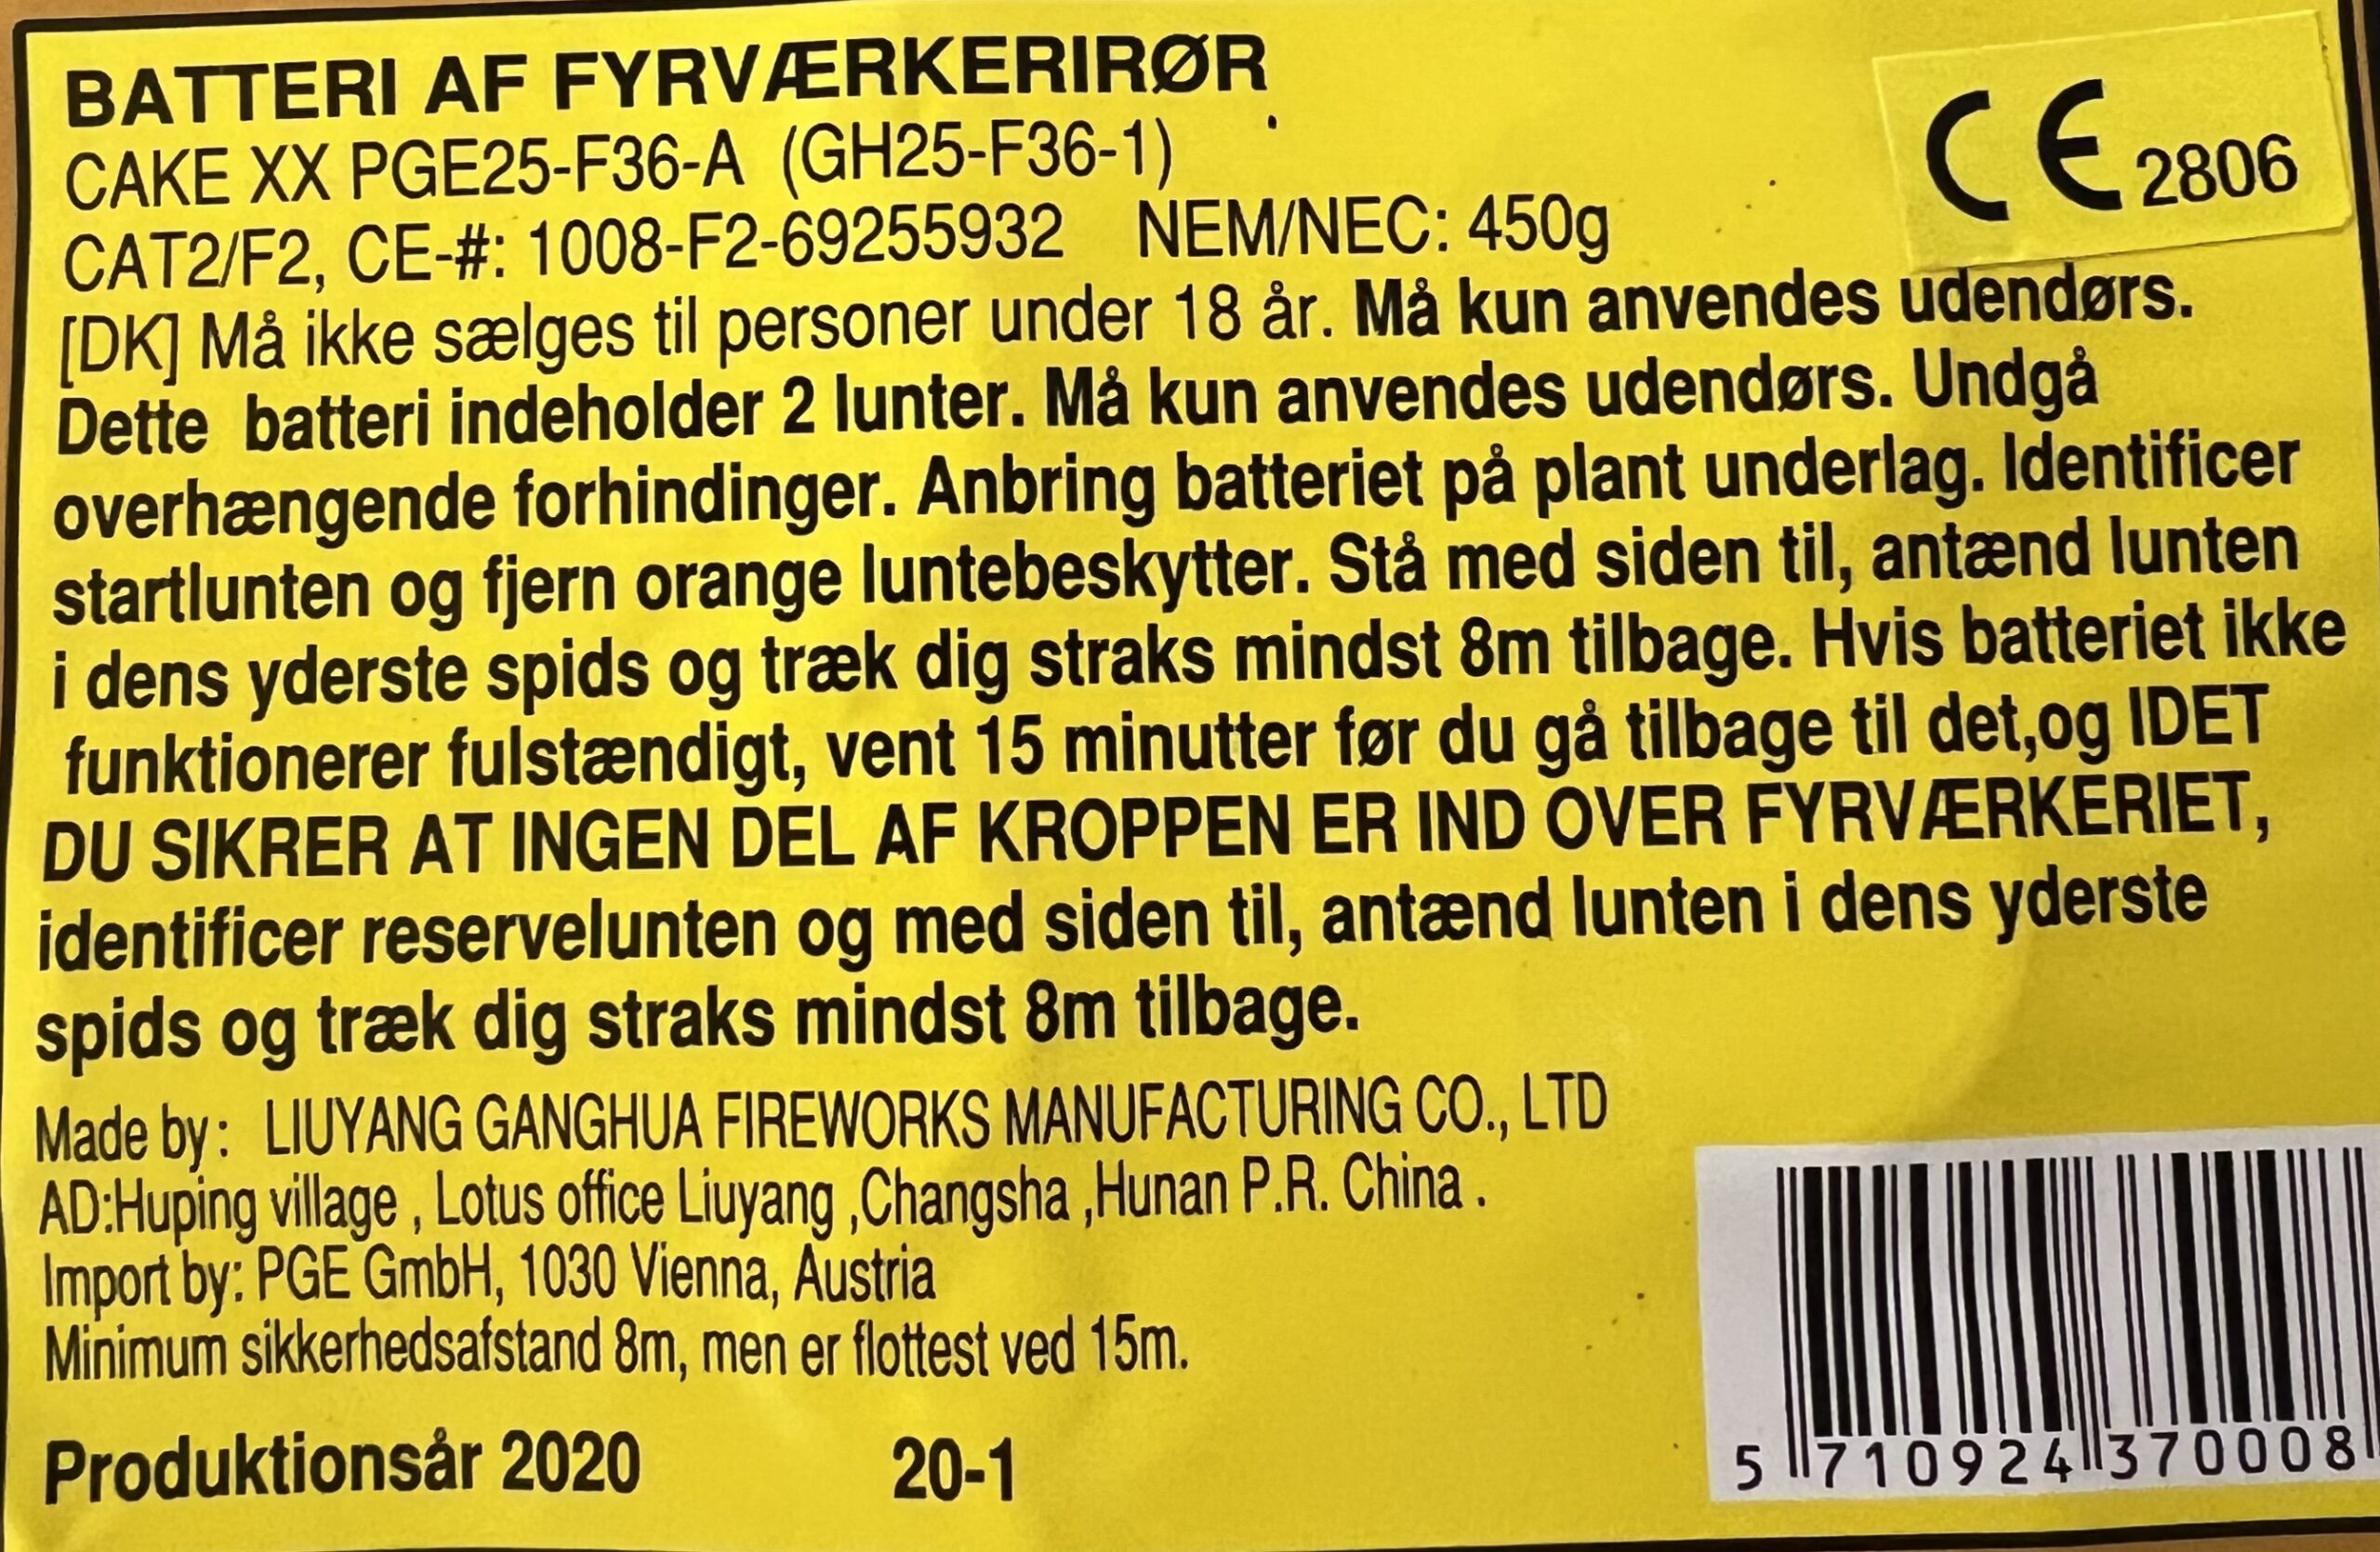 BATTERI AF FYRVÆRKERIRØR
CAKE XX PGE25-F36-A (GH25-F36-1)
CE 2806
CAT2/F2, CE-#: 1008-F2-69255932 NEM/NEC: 450g
[DK] Må ikke sælges til personer under 18 år. Må kun anvendes udendørs.
Dette batteri indeholder 2 lunter. Må kun anvendes udendørs. Undgå
overhængende forhindinger. Anbring batteriet på plant underlag. Identificer
startlunten og fjern orange luntebeskytter. Stå med siden til, antænd lunten
i dens yderste spids og træk dig straks mindst 8m tilbage. Hvis batteriet ikke
funktionerer fulstændigt, vent 15 minutter før du gå tilbage til det,og IDET
DU SIKRER AT INGEN DEL AF KROPPEN ER IND OVER FYRVÆRKERIET,
identificer reservelunten og med siden til, antænd lunten i dens yderste
spids og træk dig straks mindst 8m tilbage.
Made by: LIUYANG GANGHUA FIREWORKS MANUFACTURING CO., LTD
AD:Huping village , Lotus office Liuyang ,Changsha ,Hunan P.R. China .
Import by: PGE GmbH, 1030 Vienna, Austria
Minimum sikkerhedsafstand 8m, men er flottest ved 15m.
Produktionsår 2020 20-1
5 710924 370008